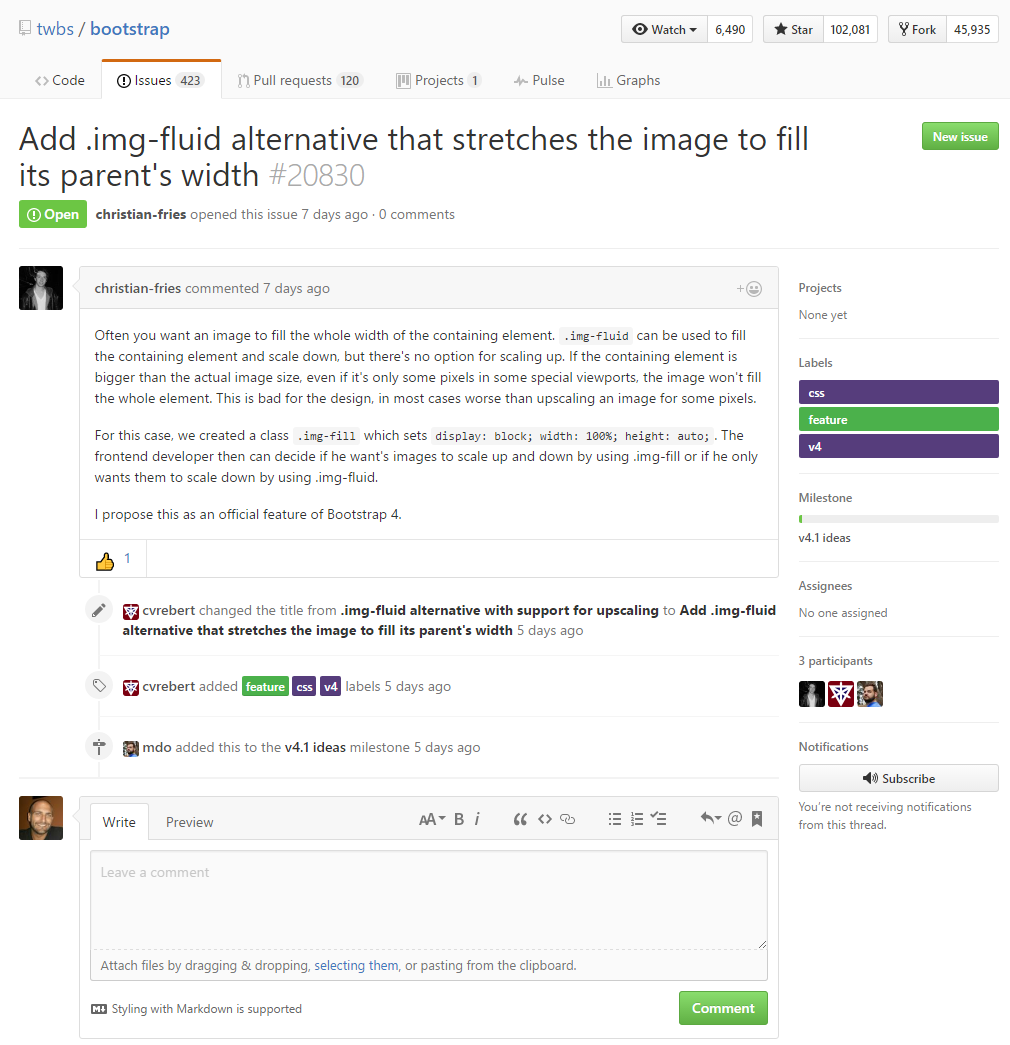 twbs / bootstrap
Watch 6,490 Star 102,081 Fork 45,935
Code Issues 423 Pull requests 120 Projects 1 Pulse Graphs
Add .img-fluid alternative that stretches the image to fill
its parent's width #20830
New issue
Open christian-fries opened this issue 7 days ago · 0 comments
christian-fries commented 7 days ago
Often you want an image to fill the whole width of the containing element. .img-fluid can be used to fill
the containing element and scale down, but there's no option for scaling up. If the containing element is
bigger than the actual image size, even if it's only some pixels in some special viewports, the image won't fill
the whole element. This is bad for the design, in most cases worse than upscaling an image for some pixels.
For this case, we created a class .img-fill which sets display: block; width: 100%; height: auto; . The
frontend developer then can decide if he want's images to scale up and down by using .img-fill or if he only
wants them to scale down by using .img-fluid.
I propose this as an official feature of Bootstrap 4.
1
cvrebert changed the title from .img-fluid alternative with support for upscaling to Add .img-fluid
alternative that stretches the image to fill its parent's width 5 days ago
cvrebert added feature css v4 labels 5 days ago
mdo added this to the v4.1 ideas milestone 5 days ago
Write Preview
AA B i
Leave a comment
Attach files by dragging & dropping, selecting them, or pasting from the clipboard.
Styling with Markdown is supported
Comment
Projects
None yet
Labels
css
feature
v4
Milestone
v4.1 ideas
Assignees
No one assigned
3 participants
Notifications
Subscribe
You're not receiving notifications
from this thread.